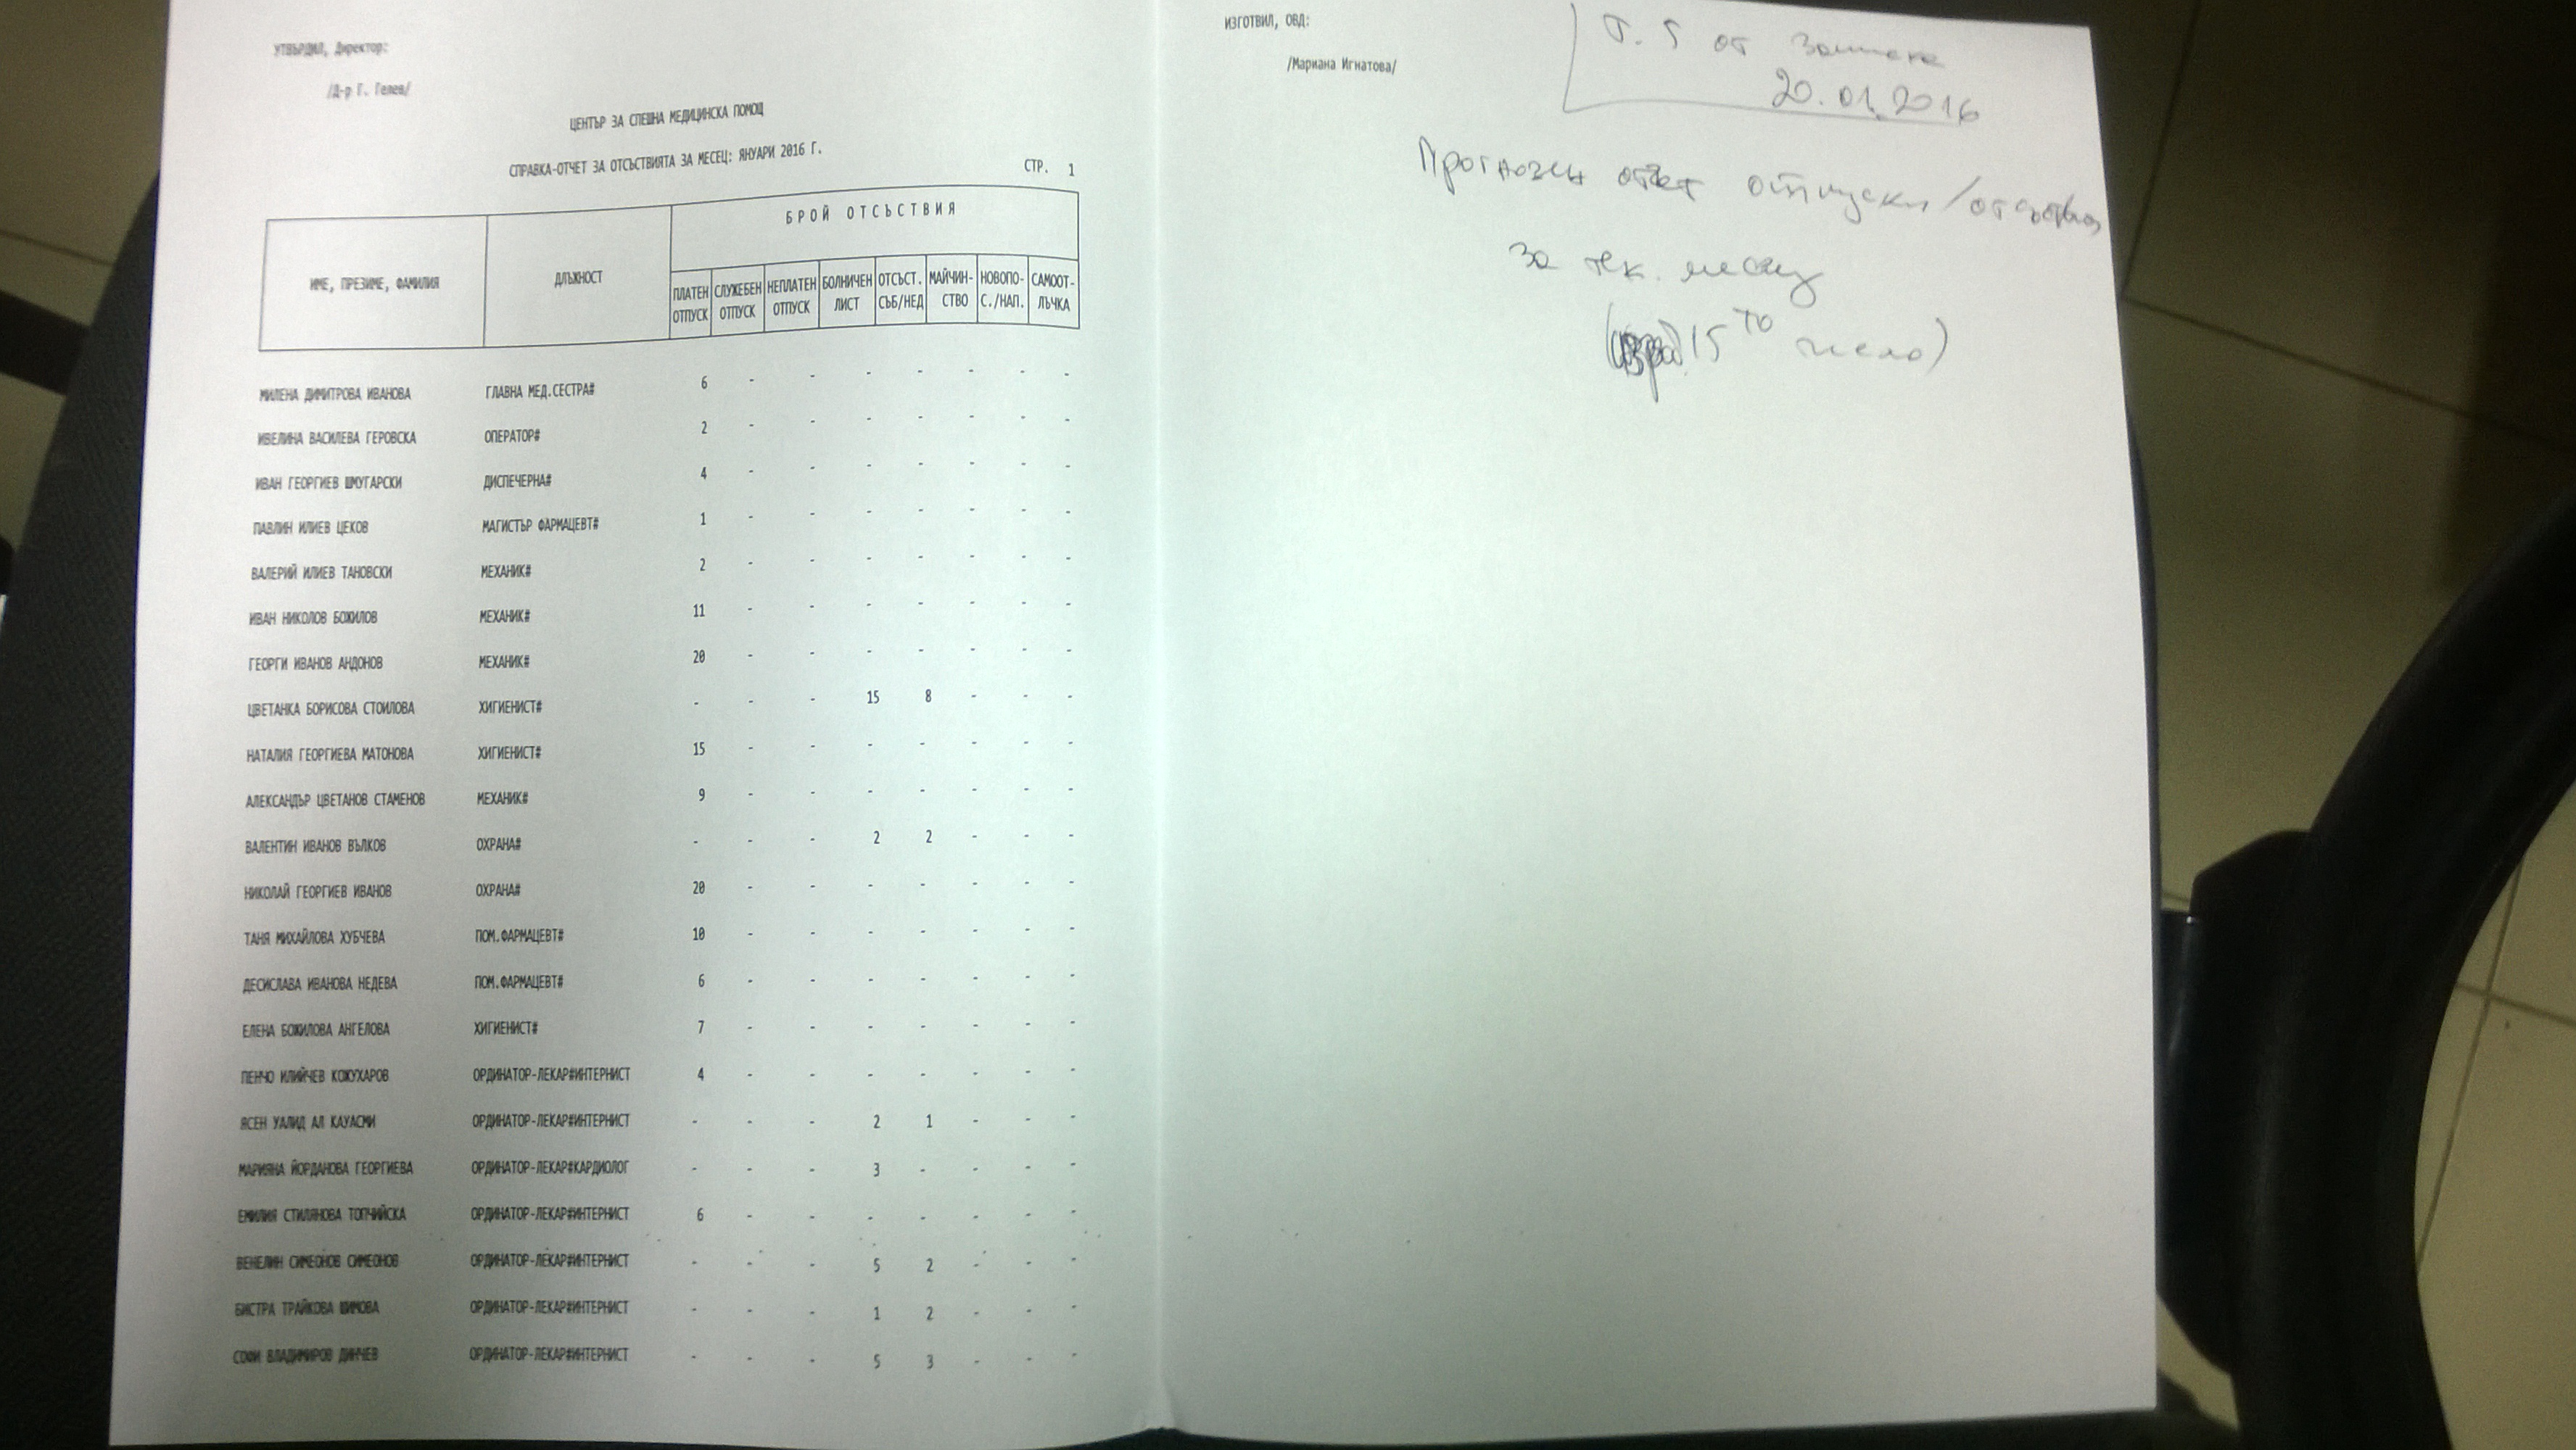 УТВЪРДИЛ, Директор:
/Д-р Г. Гелев/
ЦЕНТЪР ЗА СПЕШНА МЕДИЦИНСКА ПОМОЩ
СПРАВКА-ОТЧЕТ ЗА ОТСЪСТВИЯТА ЗА МЕСЕЦ: ЯНУАРИ 2016 Г.
СТР. 1
БРОЙ ОТСЪСТВИЯ
ИМЕ, ПРЕЗИМЕ, ФАМИЛИЯ ДЛЪЖНОСТ
ПЛАТЕН СЛУЖЕБЕН НЕПЛАТЕН БОЛНИЧЕН ОТСЪСТ. МАЙЧИН- НОВОПО- САМООТ-
ОТПУСК ОТПУСК ОТПУСК ЛИСТ СЪБ/НЕД СТВО С./НАП. ЛЪЧКА
МИЛЕНА ДИМИТРОВА ИВАНОВА ГЛАВНА МЕД.СЕСТРА# 6 - - - - - - -
ИВЕЛИНА ВАСИЛЕВА ГЕРОВСКА ОПЕРАТОР# 2 - - - - - - -
ИВАН ГЕОРГИЕВ ШМУГАРСКИ ДИСПЕЧЕРНА# 4 - - - - - - -
ПАВЛИН ИЛИЕВ ЦЕКОВ МАГИСТЪР ФАРМАЦЕВТ# 1 - - - - - - -
ВАЛЕРИЙ ИЛИЕВ ТАНОВСКИ МЕХАНИК# 2 - - - - - - -
ИВАН НИКОЛОВ БОЖИЛОВ МЕХАНИК# 11 - - - - - - -
ГЕОРГИ ИВАНОВ АНДОНОВ МЕХАНИК# 20 - - - - - - -
ЦВЕТАНКА БОРИСОВА СТОИЛОВА ХИГИЕНИСТ# - - - 15 8 - - -
НАТАЛИЯ ГЕОРГИЕВА МАТОНОВА ХИГИЕНИСТ# 15 - - - - - - -
АЛЕКСАНДЪР ЦВЕТАНОВ СТАМЕНОВ МЕХАНИК# 9 - - - - - - -
ВАЛЕНТИН ИВАНОВ ВЪЛКОВ ОХРАНА# - - - 2 2 - - -
НИКОЛАЙ ГЕОРГИЕВ ИВАНОВ ОХРАНА# 20 - - - - - - -
ТАНЯ МИХАЙЛОВА ХУБЧЕВА ПОМ.ФАРМАЦЕВТ# 10 - - - - - - -
ДЕСИСЛАВА ИВАНОВА НЕДЕВА ПОМ.ФАРМАЦЕВТ# 6 - - - - - - -
ЕЛЕНА БОЖИЛОВА АНГЕЛОВА ХИГИЕНИСТ# 7 - - - - - - -
ПЕНЧО ИЛИЙЧЕВ КОЖУХАРОВ ОРДИНАТОР-ЛЕКАР#ИНТЕРНИСТ 4 - - - - - - -
ЯСЕН УАЛИД АЛ КАУАСМИ ОРДИНАТОР-ЛЕКАР#ИНТЕРНИСТ - - - 2 1 - - -
МАРИЯНА ЙОРДАНОВА ГЕОРГИЕВА ОРДИНАТОР-ЛЕКАР#КАРДИОЛОГ - - - 3 - - - -
ЕМИЛИЯ СТИЛЯНОВА ТОПЧИЙСКА ОРДИНАТОР-ЛЕКАР#ИНТЕРНИСТ 6 - - - - - - -
ВЕНЕЛИН СИМЕОНОВ СИМЕОНОВ ОРДИНАТОР-ЛЕКАР#ИНТЕРНИСТ - - - 5 2 - - -
БИСТРА ТРАЙКОВА ШИМОВА ОРДИНАТОР-ЛЕКАР#ИНТЕРНИСТ - - - 1 2 - - -
СОФИ ВЛАДИМИРОВ ДИНЧЕВ ОРДИНАТОР-ЛЕКАР#ИНТЕРНИСТ - - - 5 3 - - -
ИЗГОТВИЛ, ОВД:
/Мариана Игнатова/
Т. 5 от
20.01.2016
Прогнозен отчет отпуски/отсъствия
за тек. месец
15 то число)